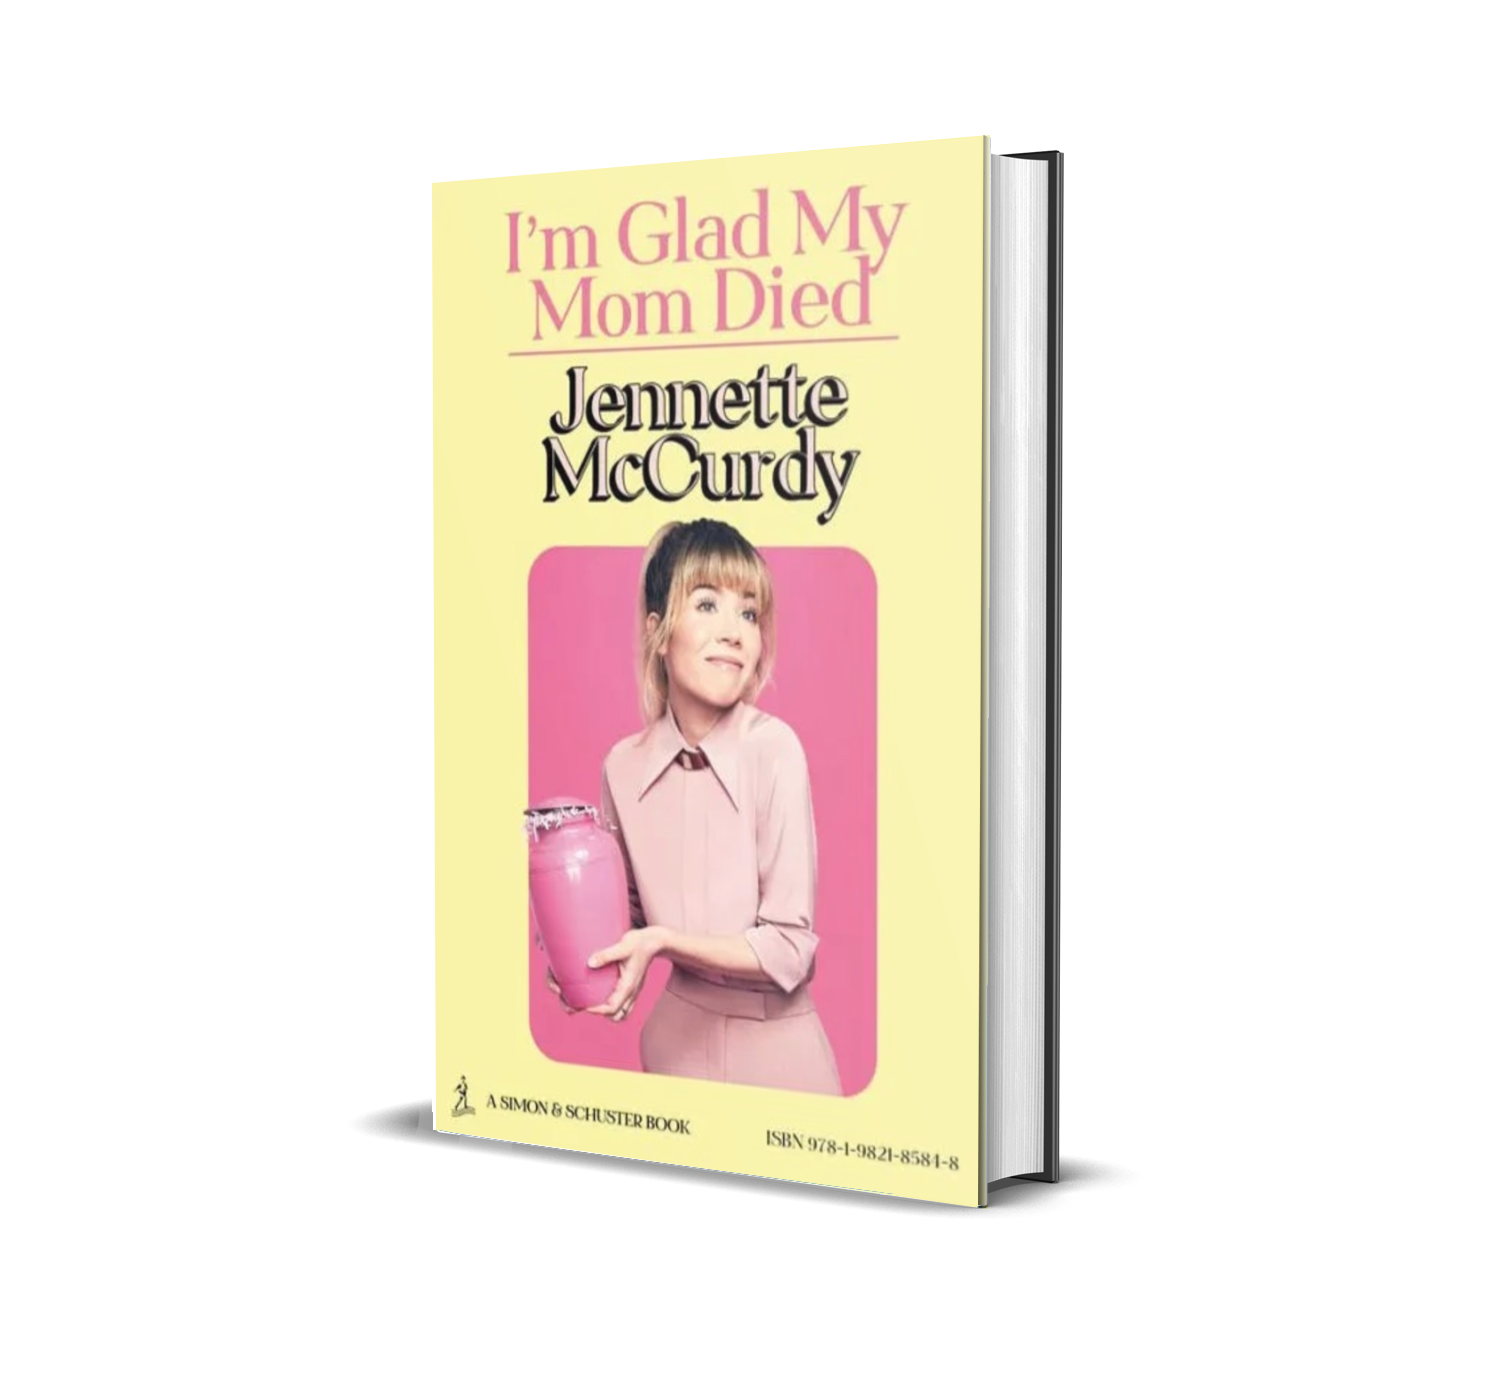 I'm Glad My
Mom Died
Jennette
McCurdy
A SIMON & SCHUSTER BOOK
ISBN 978-1-9821-8584-8